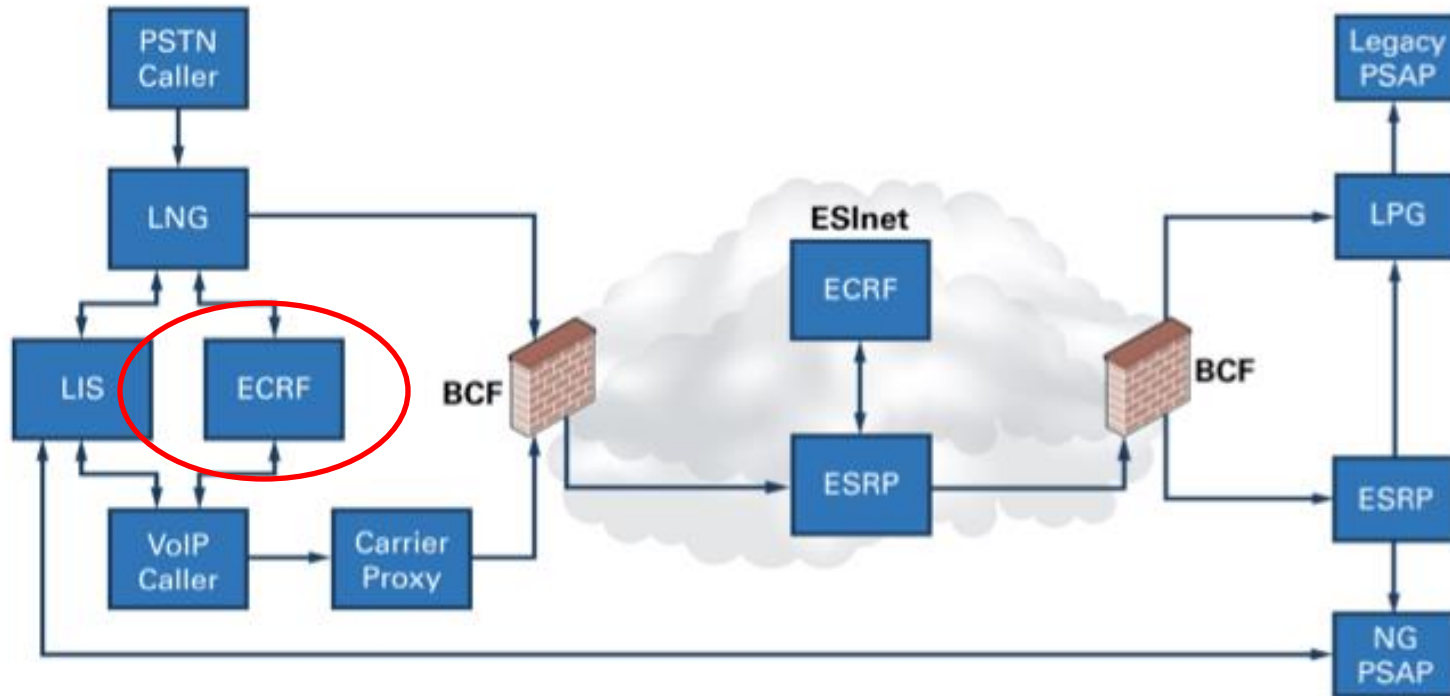 PSTN
Caller
Legacy
PSAP
LNG
ESInet
LPG
ECRF
LIS
ECRF
BCF
BCF
ESRP
ESRP
VoIP
Caller
Carrier
Proxy
NG
PSAP